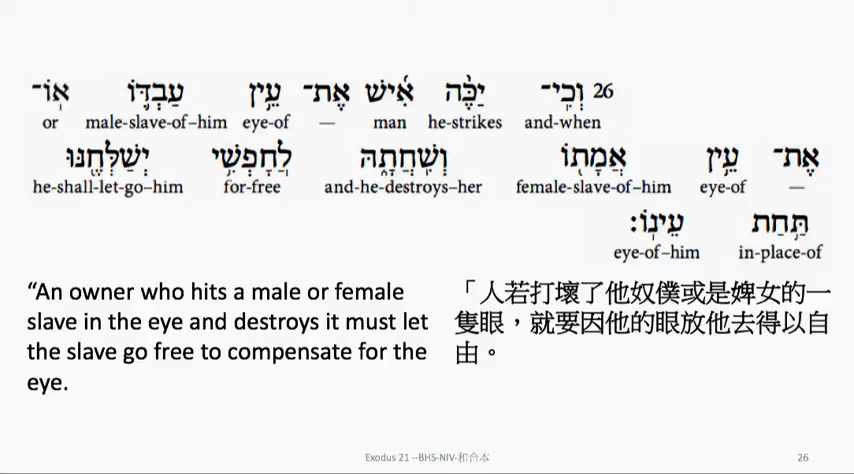 26 וְכִֽי־ יַכֶּ֨ה אִ֜ישׁ אֶת־ עֵ֥ין עַבְדּ֛וֹ אֽוֹ־
or male-slave-of–him eye-of — man he-strikes and-when
אֶת־ עֵ֥ין אֲמָת֖וֹ וְשִֽׁחֲתָ֑הּ לַֽחָפְשִׁ֥י יְשַׁלְּחֶ֖נּוּ
he-shall-let-go–him for-free and-he-destroys–her female-slave-of–him eye-of —
תַּ֥חַת עֵינֽוֹ׃
eye-of–him in-place-of
“An owner who hits a male or female
slave in the eye and destroys it must let
the slave go free to compensate for the
eye.
「人若打壞了他奴僕或是婢女的一
隻眼，就要因他的眼放他去得以自
由。
Exodus 21 --BHS-NIV-和合本
26